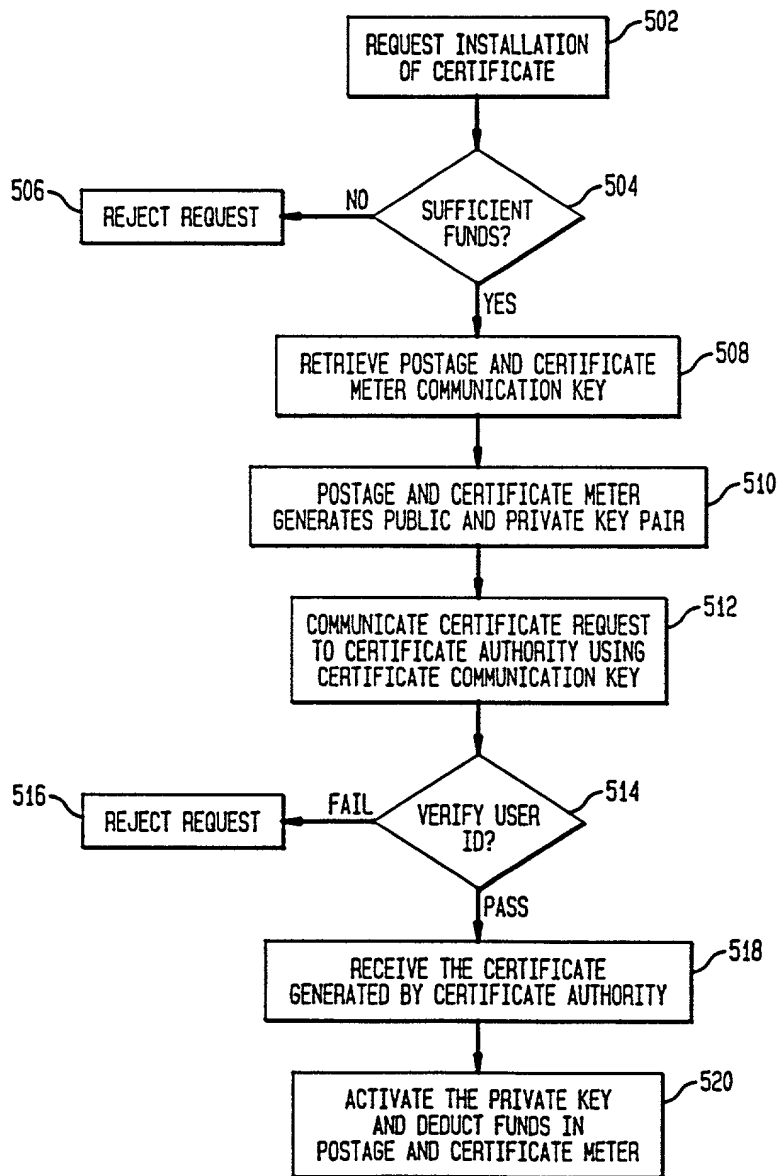 REQUEST INSTALLATION
OF CERTIFICATE
502
SUFFICIENT
FUNDS?
504
NO
REJECT REQUEST
506
YES
RETRIEVE POSTAGE AND CERTIFICATE
METER COMMUNICATION KEY
508
POSTAGE AND CERTIFICATE METER
GENERATES PUBLIC AND PRIVATE KEY PAIR
510
COMMUNICATE CERTIFICATE REQUEST
TO CERTIFICATE AUTHORITY USING
CERTIFICATE COMMUNICATION KEY
512
VERIFY USER
ID?
514
FAIL
REJECT REQUEST
516
PASS
RECEIVE THE CERTIFICATE
GENERATED BY CERTIFICATE AUTHORITY
518
ACTIVATE THE PRIVATE KEY
AND DEDUCT FUNDS IN
POSTAGE AND CERTIFICATE METER
520